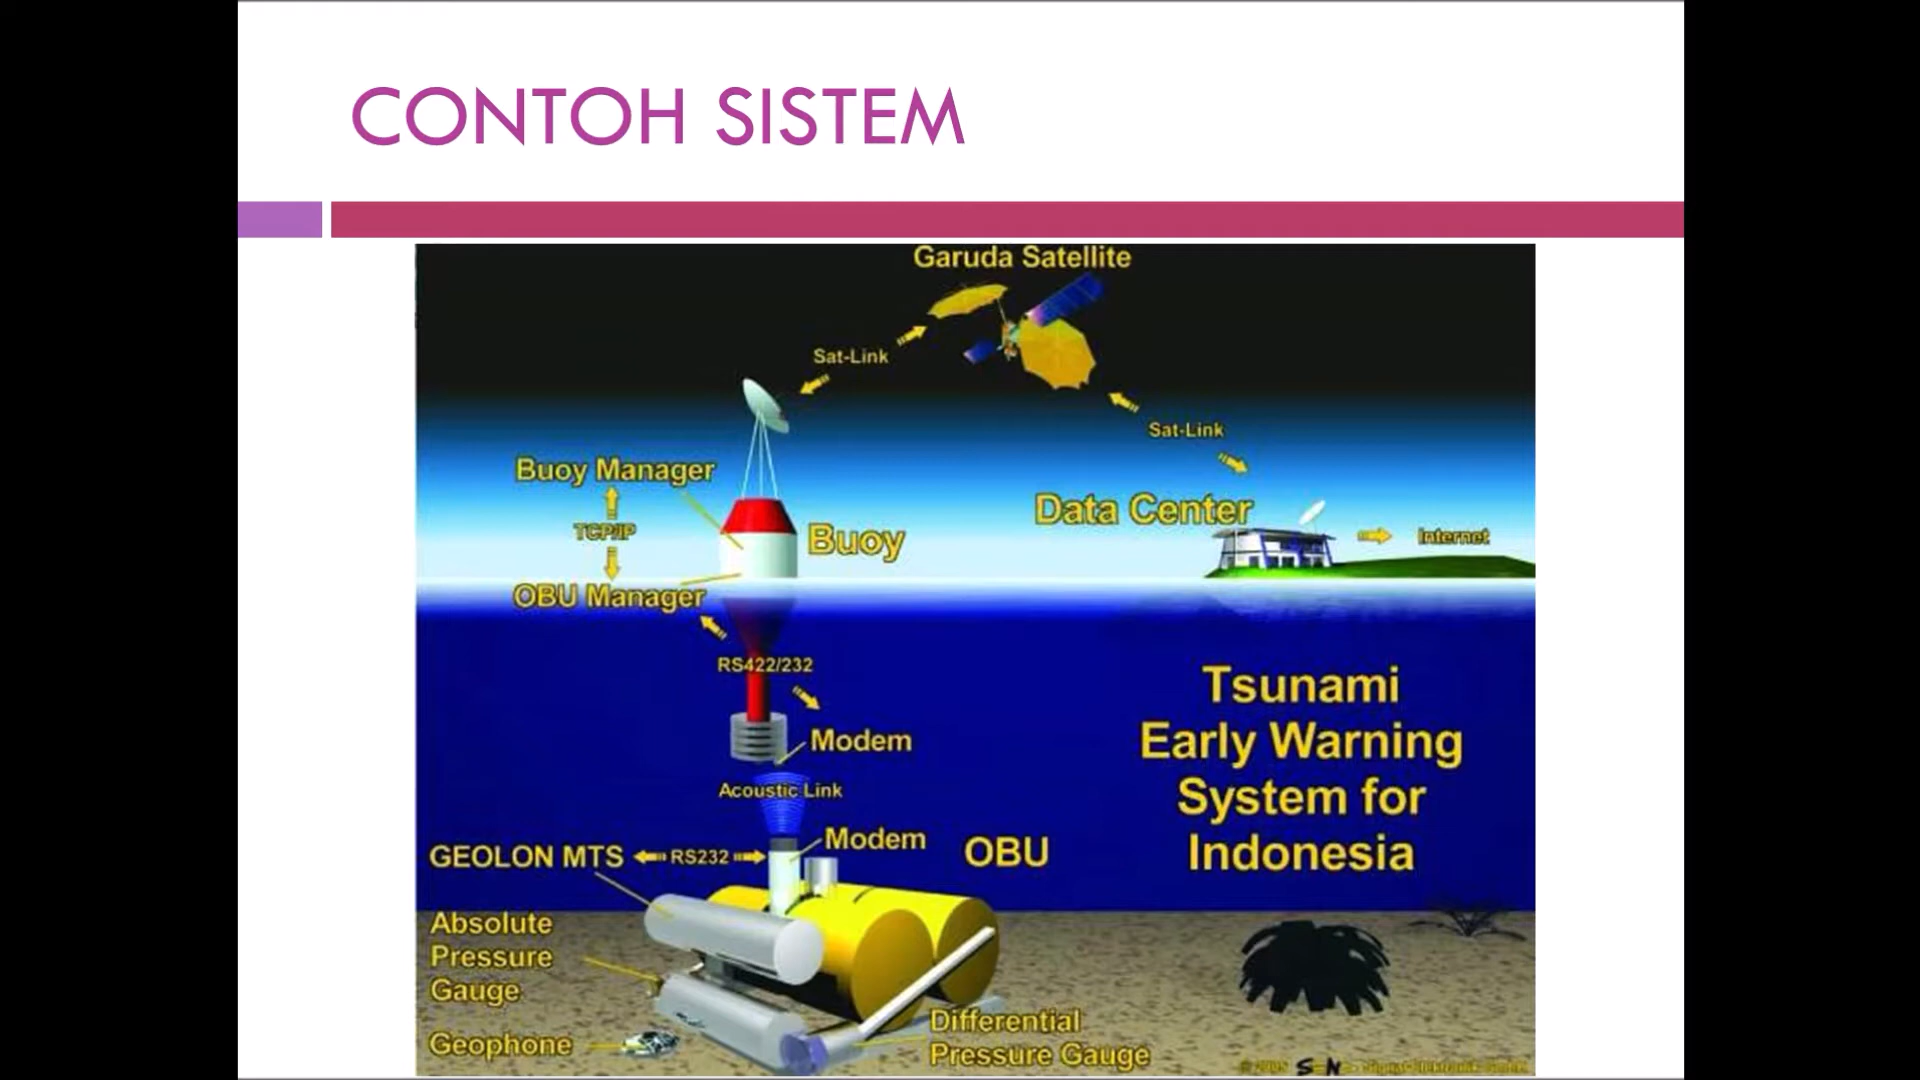 CONTOH SISTEM
Garuda Satellite
Sat-Link
Sat-Link
Buoy Manager
TCP/IP
OBU Manager
Buoy
Data Center
Internet
RS422/232
Modem
Acoustic Link
Modem
GEOLON MTS
RS232
OBU
Tsunami
Early Warning
System for
Indonesia
Absolute
Pressure
Gauge
Geophone
Differential
Pressure Gauge